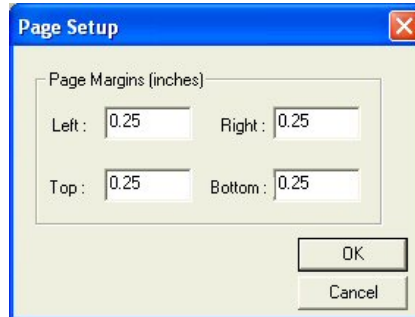 Page Setup
Page Margins (inches)
Left : 0.25 Right : 0.25
Top : 0.25 Bottom : 0.25
OK
Cancel